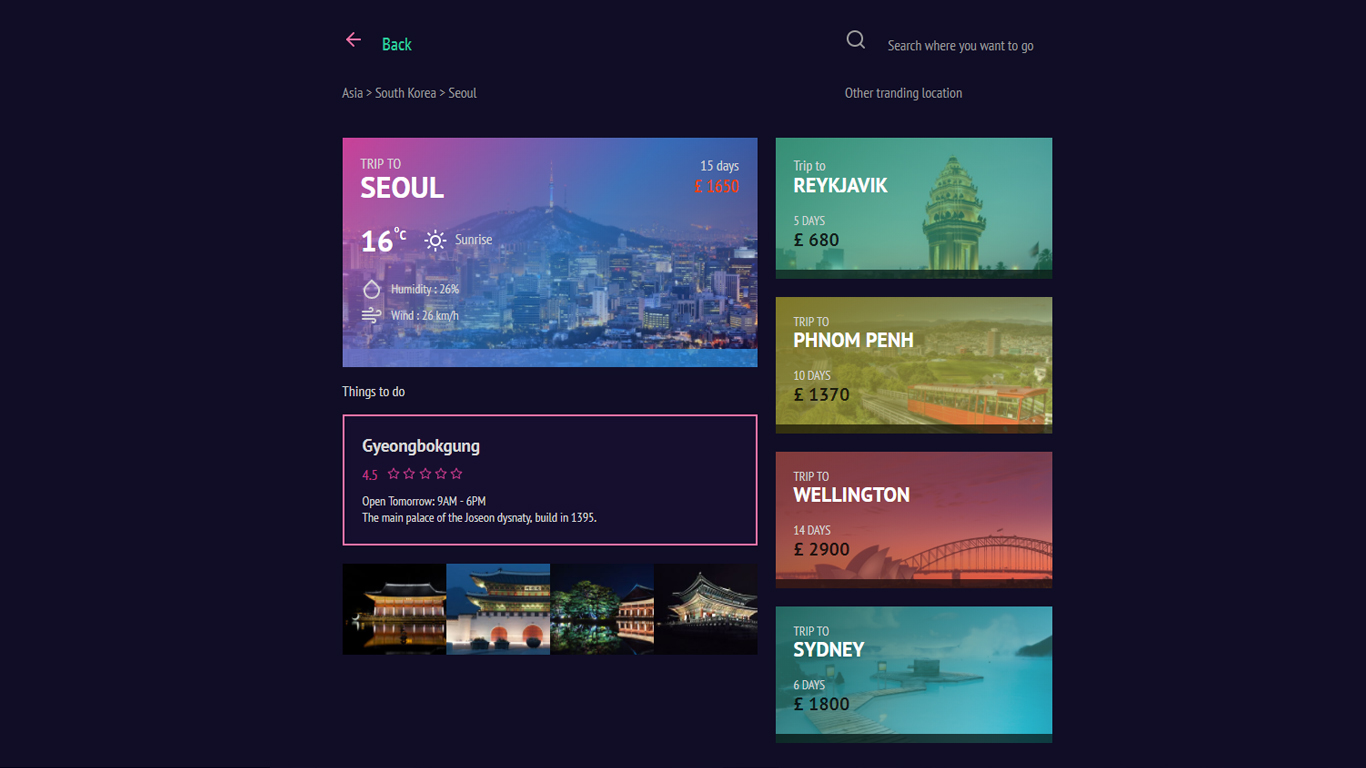 Back
Search where you want to go
Asia > South Korea > Seoul
Other tranding location
TRIP TO
SEOUL
15 days
£ 1650
16°C
Sunrise
Humidity : 26%
Wind : 26 km/h
Things to do
Gyeongbokgung
4.5
Open Tomorrow: 9AM - 6PM
The main palace of the Joseon dysnaty, build in 1395.
Trip to
REYKJAVIK
5 DAYS
£ 680
TRIP TO
PHNOM PENH
10 DAYS
£ 1370
TRIP TO
WELLINGTON
14 DAYS
£ 2900
TRIP TO
SYDNEY
6 DAYS
£ 1800